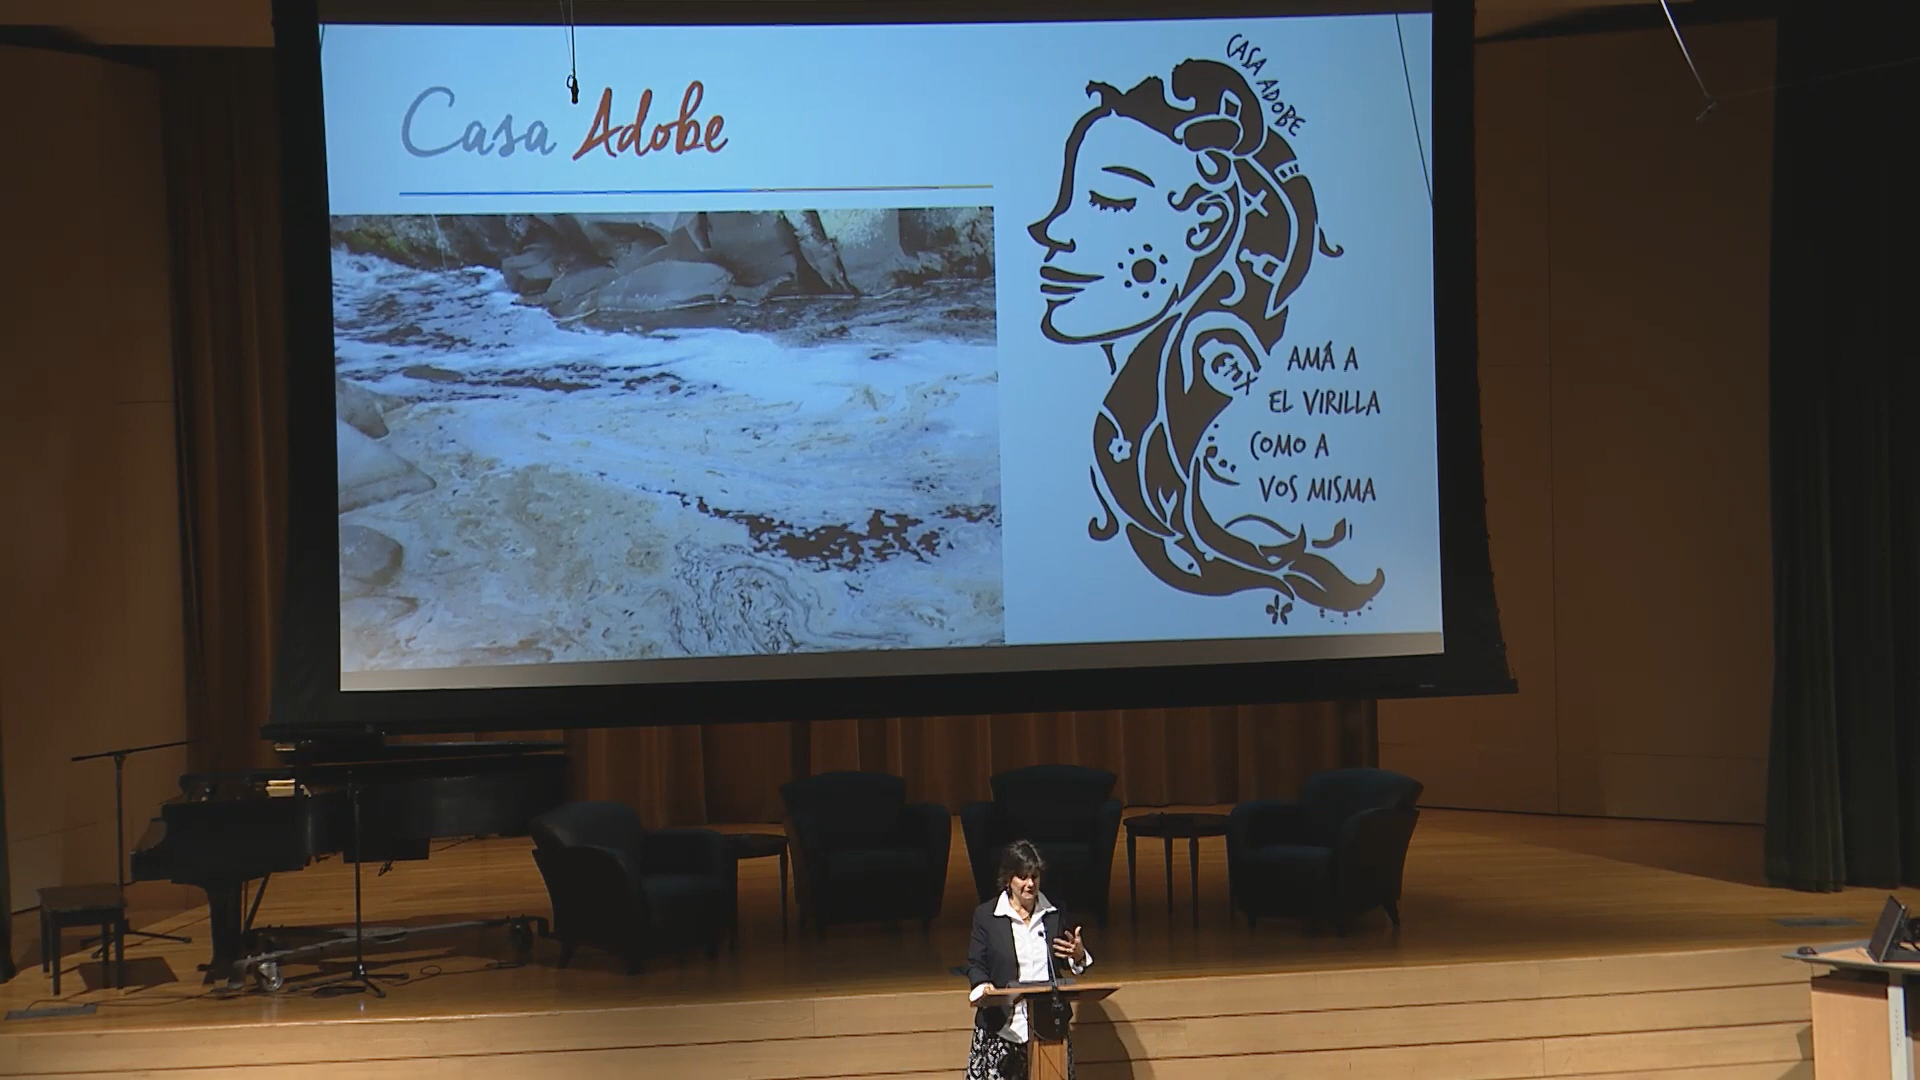 Casa Adobe
CASA ADOBE
AMÁ A
EL VIRILLA
COMO A
VOS MISMA